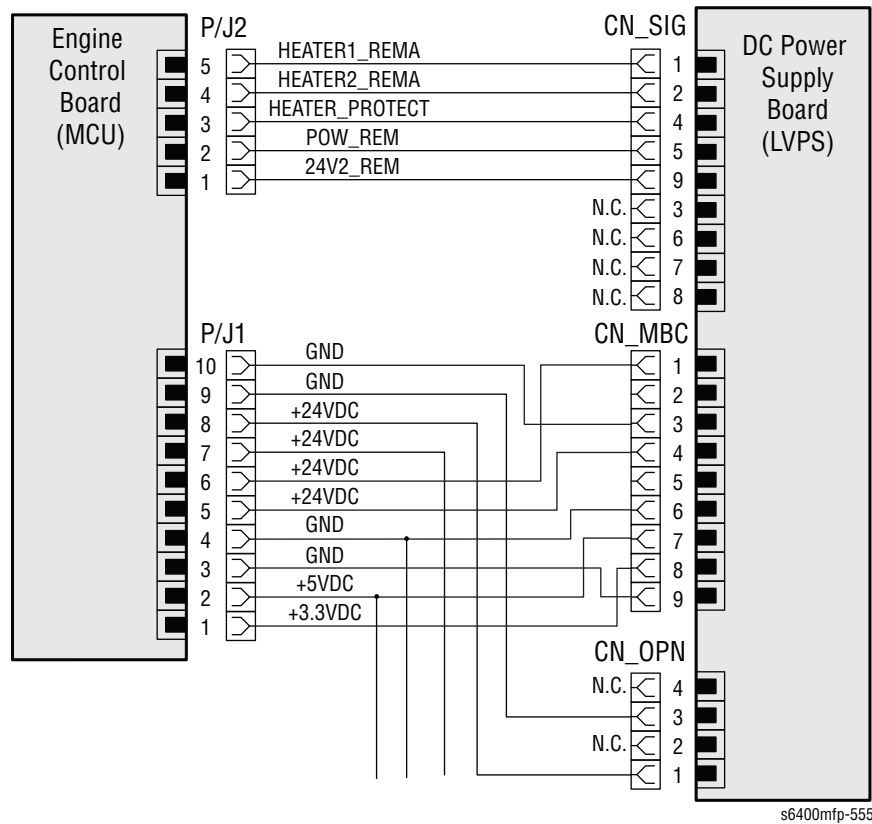 Engine
Control
Board
(MCU)
P/J2
5 HEATER1_REMA
4 HEATER2_REMA
3 HEATER_PROTECT
2 POW_REM
1 24V2_REM
CN_SIG
1
2
4
5
9
N.C. 3
N.C. 6
N.C. 7
N.C. 8
DC Power
Supply
Board
(LVPS)
P/J1
10 GND
9 GND
8 +24VDC
7 +24VDC
6 +24VDC
5 +24VDC
4 GND
3 GND
2 +5VDC
1 +3.3VDC
CN_MBC
1
2
3
4
5
6
7
8
9
CN_OPN
N.C. 4
3
N.C. 2
1
s6400mfp-555